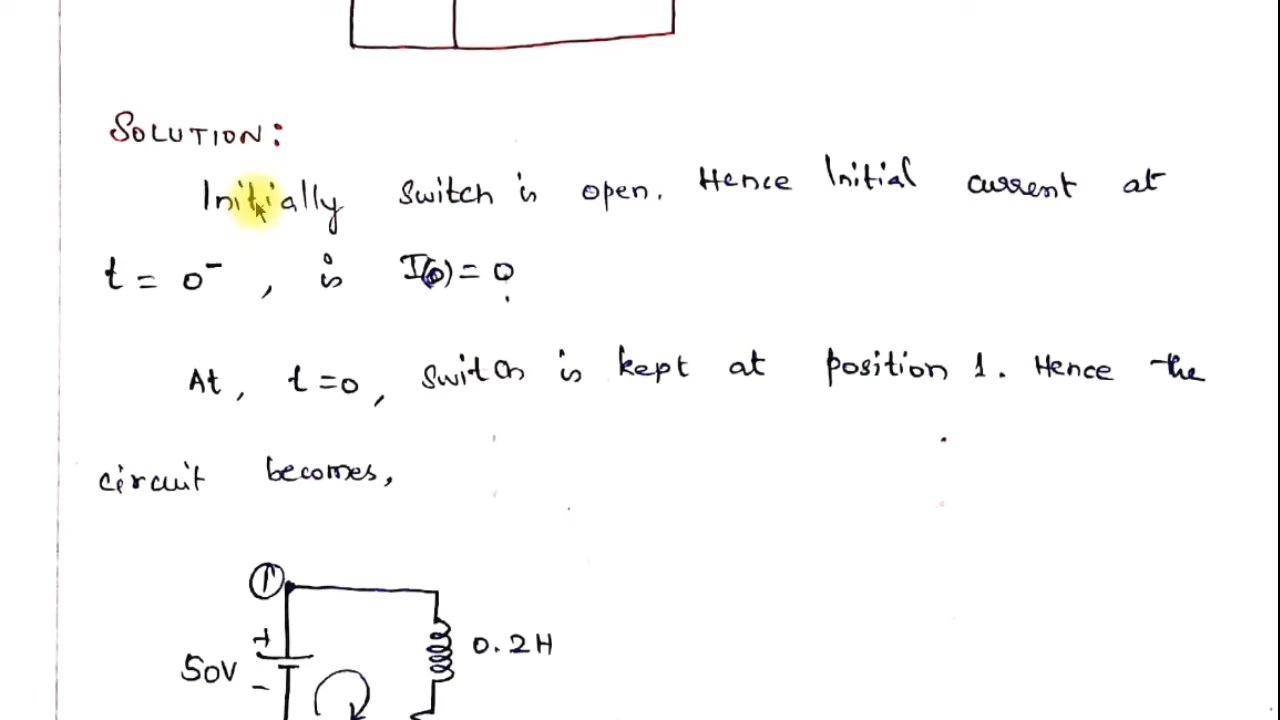 SOLUTION:
Initially switch is open. Hence Initial current at
t = 0⁻, is I(0) = 0
At, t = 0, switch is kept at position 1. Hence the
circuit becomes,
1
+
50V
-
0.2H